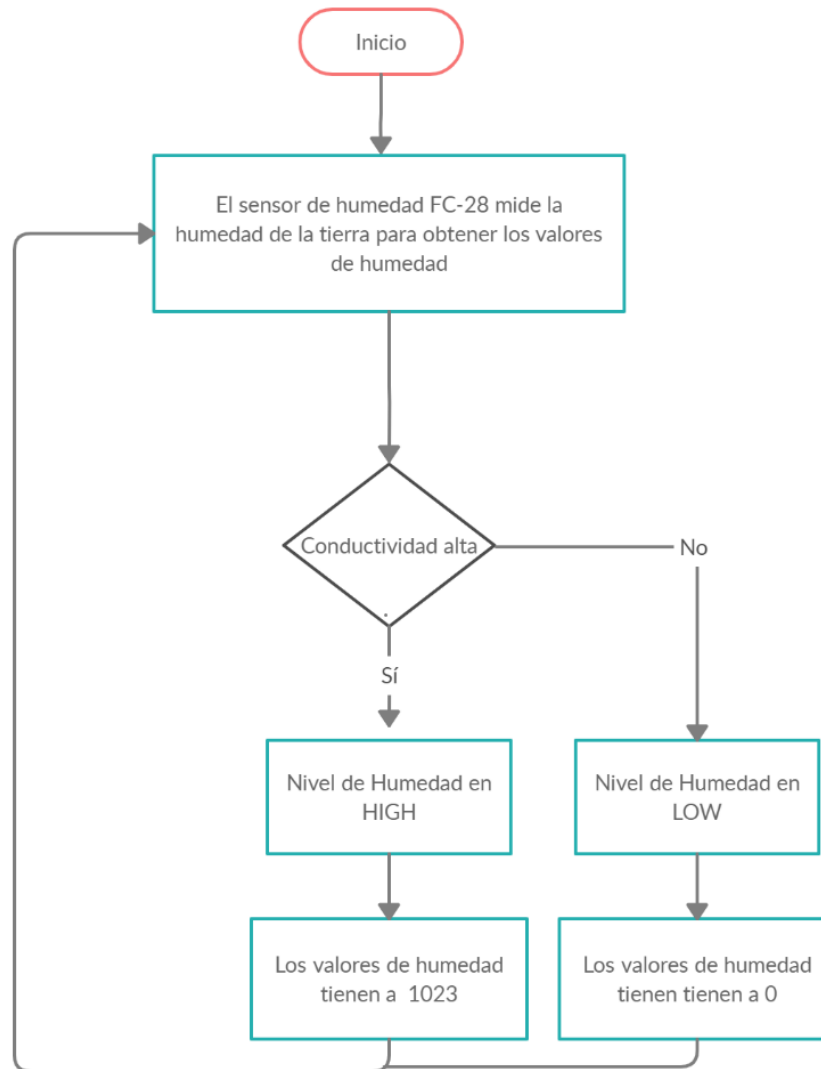 Inicio
El sensor de humedad FC-28 mide la
humedad de la tierra para obtener los valores
de humedad
Conductividad alta
.
No
Sí
Nivel de Humedad en
HIGH
Nivel de Humedad en
LOW
Los valores de humedad
tienen a 1023
Los valores de humedad
tienen tienen a 0